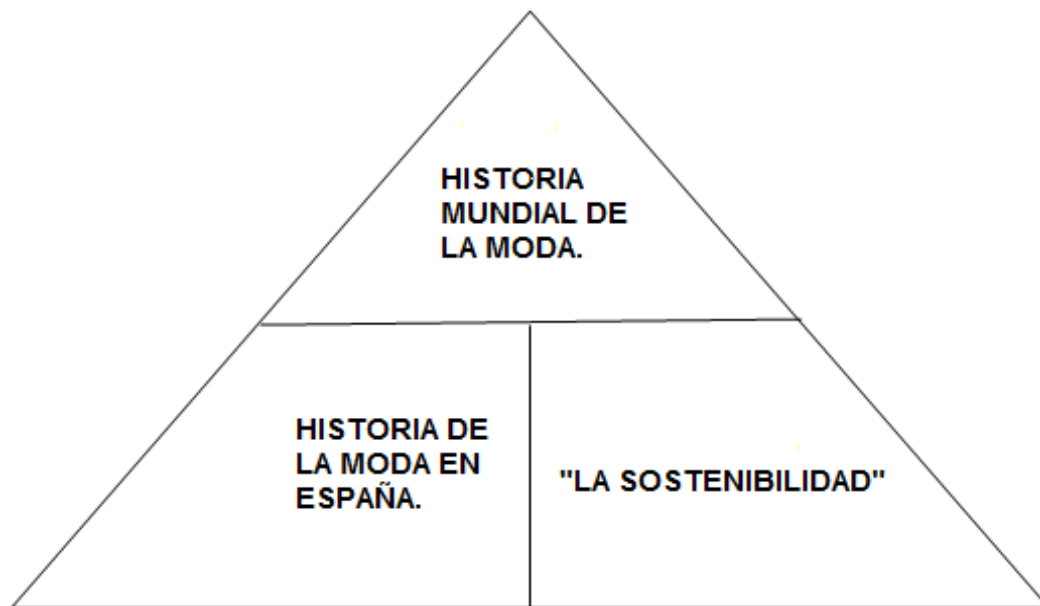 HISTORIA
MUNDIAL DE
LA MODA.
HISTORIA DE
LA MODA EN
ESPAÑA.
"LA SOSTENIBILIDAD"